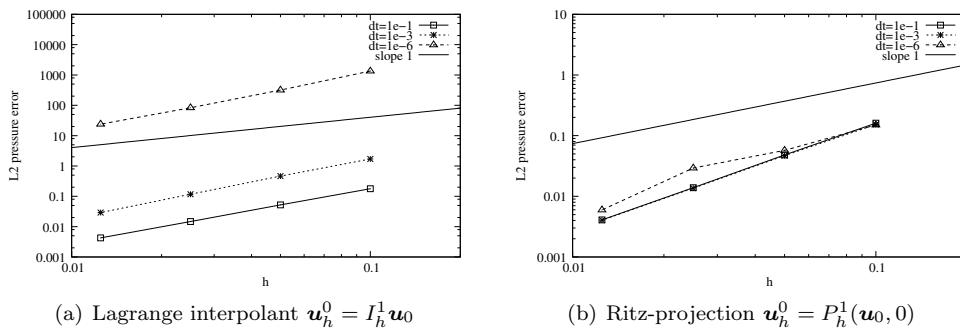 100000
10000
1000
100
10
1
0.1
0.01
0.001
L2 pressure error
0.01
0.1
h
dt=1e-1
dt=1e-3
dt=1e-6
slope 1
(a) Lagrange interpolant u_h^0 = I_h^1 u_0
10
1
0.1
0.01
0.001
L2 pressure error
0.01
0.1
h
dt=1e-1
dt=1e-3
dt=1e-6
slope 1
(b) Ritz-projection u_h^0 = P_h^1(u_0, 0)